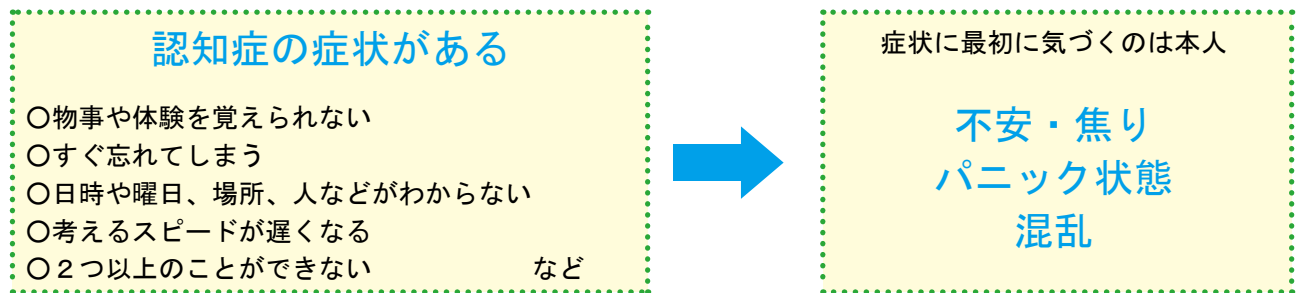 認知症の症状がある
〇物事や体験を覚えられない
〇すぐ忘れてしまう
〇日時や曜日、場所、人などがわからない
〇考えるスピードが遅くなる
〇２つ以上のことができない　　　　　　など
症状に最初に気づくのは本人
不安・焦り
パニック状態
混乱